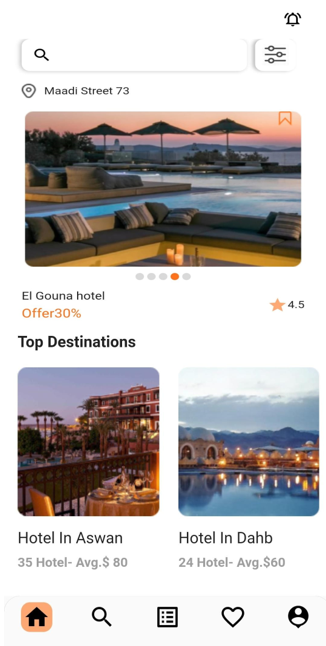 Maadi Street 73
El Gouna hotel
4.5
Offer30%
Top Destinations
Hotel In Aswan
Hotel In Dahb
35 Hotel- Avg.$ 80
24 Hotel- Avg.$60